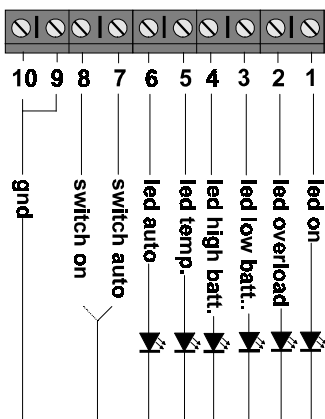 10 9 8 7 6 5 4 3 2 1
gnd
switch on
switch auto
led auto
led temp.
led high batt.
led low batt..
led overload
led on